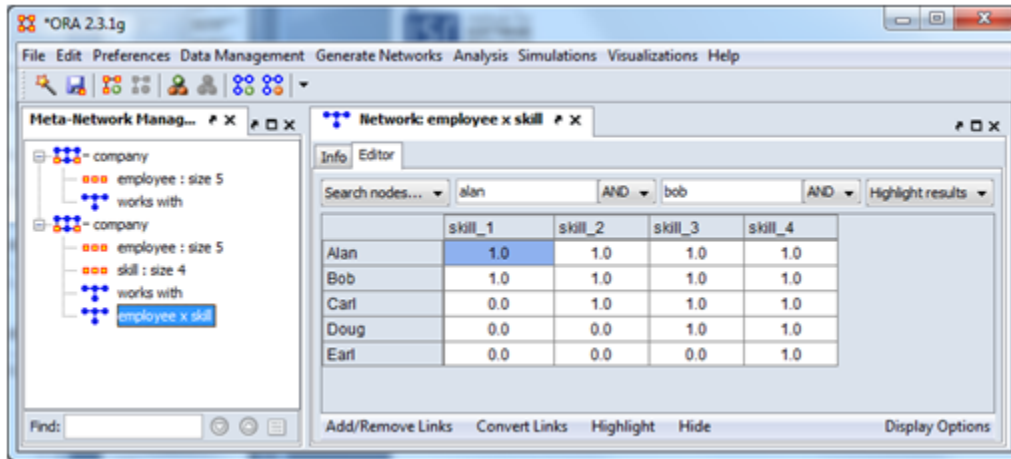 *ORA 2.3.1g
File Edit Preferences Data Management Generate Networks Analysis Simulations Visualizations Help
Meta-Network Manag...
- company
employee : size 5
works with
- company
employee : size 5
skill : size 4
works with
employee x skill
Find:
Network: employee x skill
Info Editor
Search nodes... alan AND bob AND Highlight results
skill_1 skill_2 skill_3 skill_4
Alan 1.0 1.0 1.0 1.0
Bob 1.0 1.0 1.0 1.0
Carl 0.0 1.0 1.0 1.0
Doug 0.0 0.0 1.0 1.0
Earl 0.0 0.0 0.0 1.0
Add/Remove Links Convert Links Highlight Hide Display Options